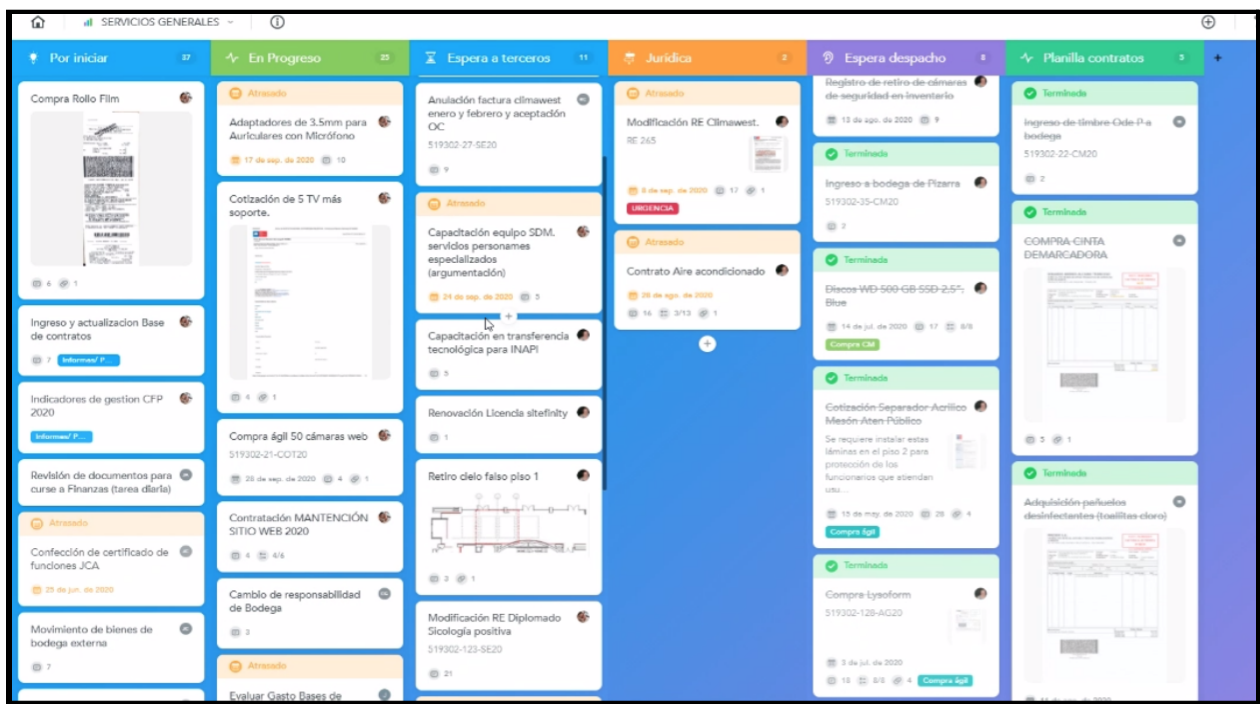 SERVICIOS GENERALES
Por iniciar 37
Compra Rollo Film
6 1
Ingreso y actualizacion Base
de contratos
7 Informes/ P...
Indicadores de gestion CFP
2020
Informes/ P...
Revisión de documentos para
curse a Finanzas (tarea diaria)
Atrasado
Confección de certificado de
funciones JCA
25 de jun. de 2020
Movimiento de bienes de
bodega externa
7
En Progreso 25
Atrasado
Adaptadores de 3.5mm para
Auriculares con Micrófono
17 de sep. de 2020 10
Cotización de 5 TV más
soporte.
4 1
Compra ágil 50 cámaras web
519302-21-COT20
28 de sep. de 2020 4 1
Contratación MANTENCIÓN
SITIO WEB 2020
4 4/6
Cambio de responsabilidad
de Bodega
3
Atrasado
Evaluar Gasto Bases de
Espera a terceros 11
Anulación factura climawest
enero y febrero y aceptación
OC
519302-27-SE20
9
Atrasado
Capacitación equipo SDM.
servicios personames
especializados
(argumentación)
24 de sep. de 2020 3
Capacitación en transferencia
tecnológica para INAPI
5
Renovación Licencia sitefinity
1
Retiro cielo falso piso 1
2 1
Modificación RE Diplomado
Sicología positiva
519302-123-SE20
21
Jurídica 2
Atrasado
Modificación RE Climawest.
RE 265
8 de sep. de 2020 17 1
URGENCIA
Atrasado
Contrato Aire acondicionado
28 de ago. de 2020
16 3/13 1
Espera despacho 8
Registro de retiro de cámaras
de seguridad en inventario
13 de ago. de 2020 9
Terminada
Ingreso a bodega de Pizarra
519302-35-CM20
2
Terminada
Discos WD 500 GB SSD 2.5".
Blue
14 de jul. de 2020 17 8/8
Compra CM
Terminada
Cotización Separador Acrílico
Mesón Aten Público
Se requiere instalar estas
láminas en el piso 2 para
protección de los
funcionarios que atiendan
usu...
15 de may. de 2020 28 4
Compra ágil
Terminada
Compra Lysoform
519302-128-AG20
3 de jul. de 2020
18 8/8 4 Compra ágil
Planilla contratos 5
Terminada
Ingreso de timbre Ode P a
bodega
519302-22-CM20
2
Terminada
COMPRA CINTA
DEMARCADORA
5 1
Terminada
Adquisición pañuelos
desinfectantes (toallitas cloro)